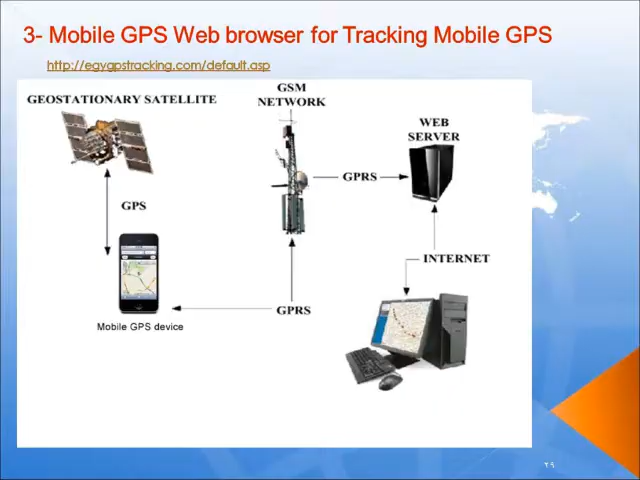 3- Mobile GPS Web browser for Tracking Mobile GPS
http://egygpstracking.com/default.asp
GEOSTATIONARY SATELLITE
GSM
NETWORK
WEB
SERVER
GPRS
GPS
INTERNET
GPRS
Mobile GPS device
٢٩